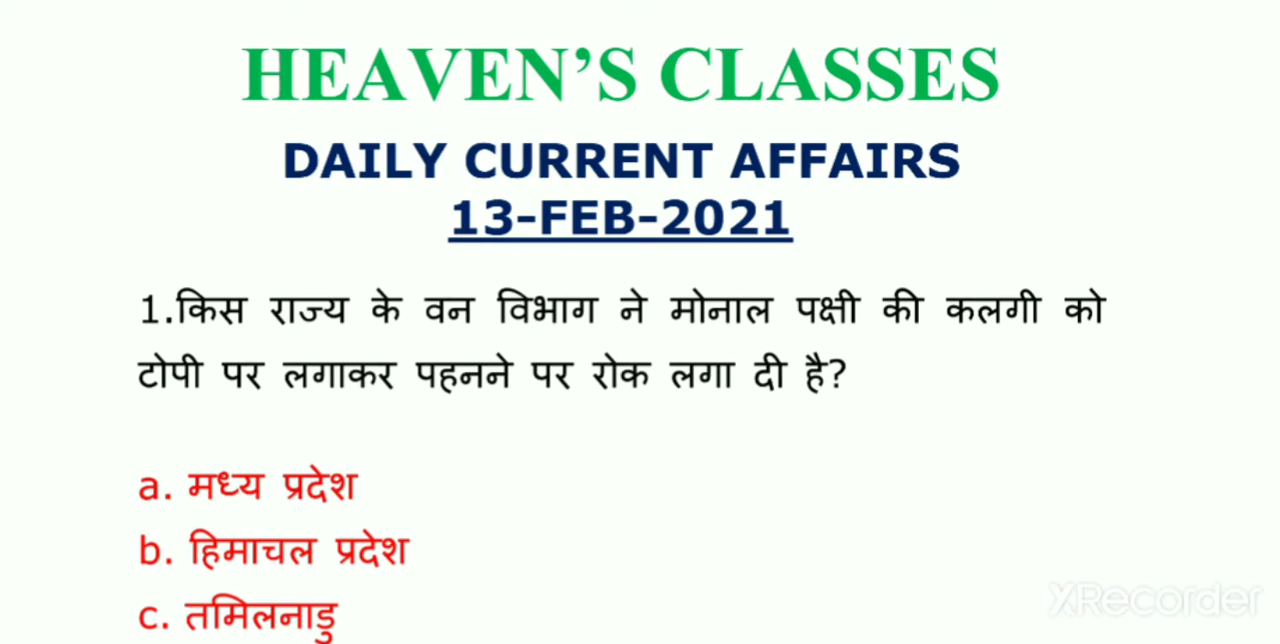 HEAVEN’S CLASSES
DAILY CURRENT AFFAIRS
13-FEB-2021
1.किस राज्य के वन विभाग ने मोनाल पक्षी की कलगी को
टोपी पर लगाकर पहनने पर रोक लगा दी है?
a. मध्य प्रदेश
b. हिमाचल प्रदेश
c. तमिलनाडु
XRecorder